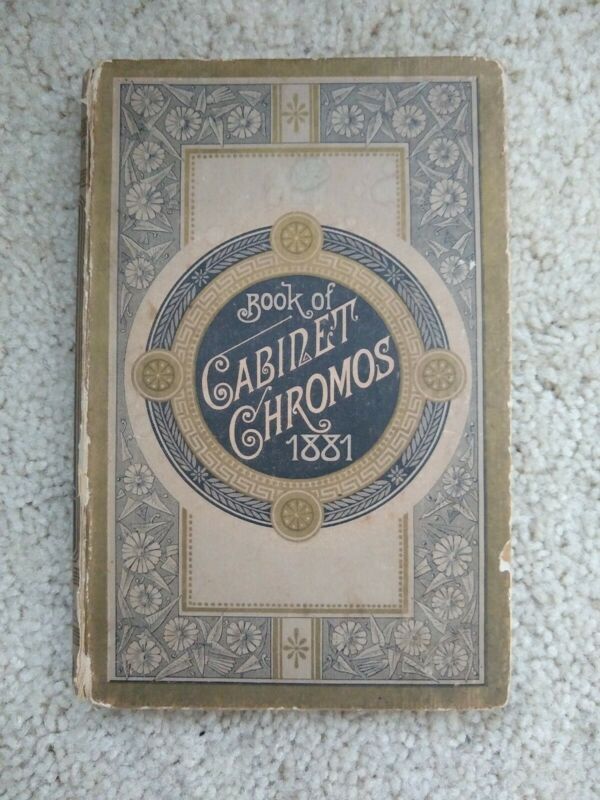 Book of
CABINET
CHROMOS
1881